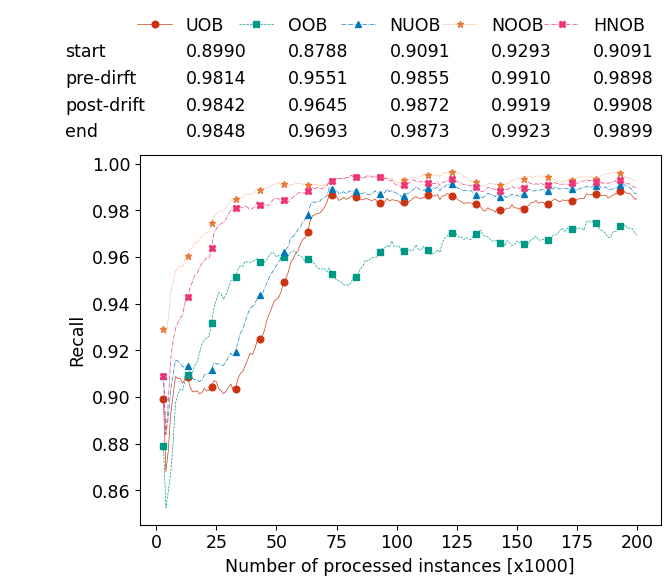 UOB OOB NUOB NOOB HNOB
start 0.8990 0.8788 0.9091 0.9293 0.9091
pre-dirft 0.9814 0.9551 0.9855 0.9910 0.9898
post-drift 0.9842 0.9645 0.9872 0.9919 0.9908
end 0.9848 0.9693 0.9873 0.9923 0.9899
1.00
0.98
0.96
0.94
0.92
0.90
0.88
0.86
Recall
0 25 50 75 100 125 150 175 200
Number of processed instances [x1000]